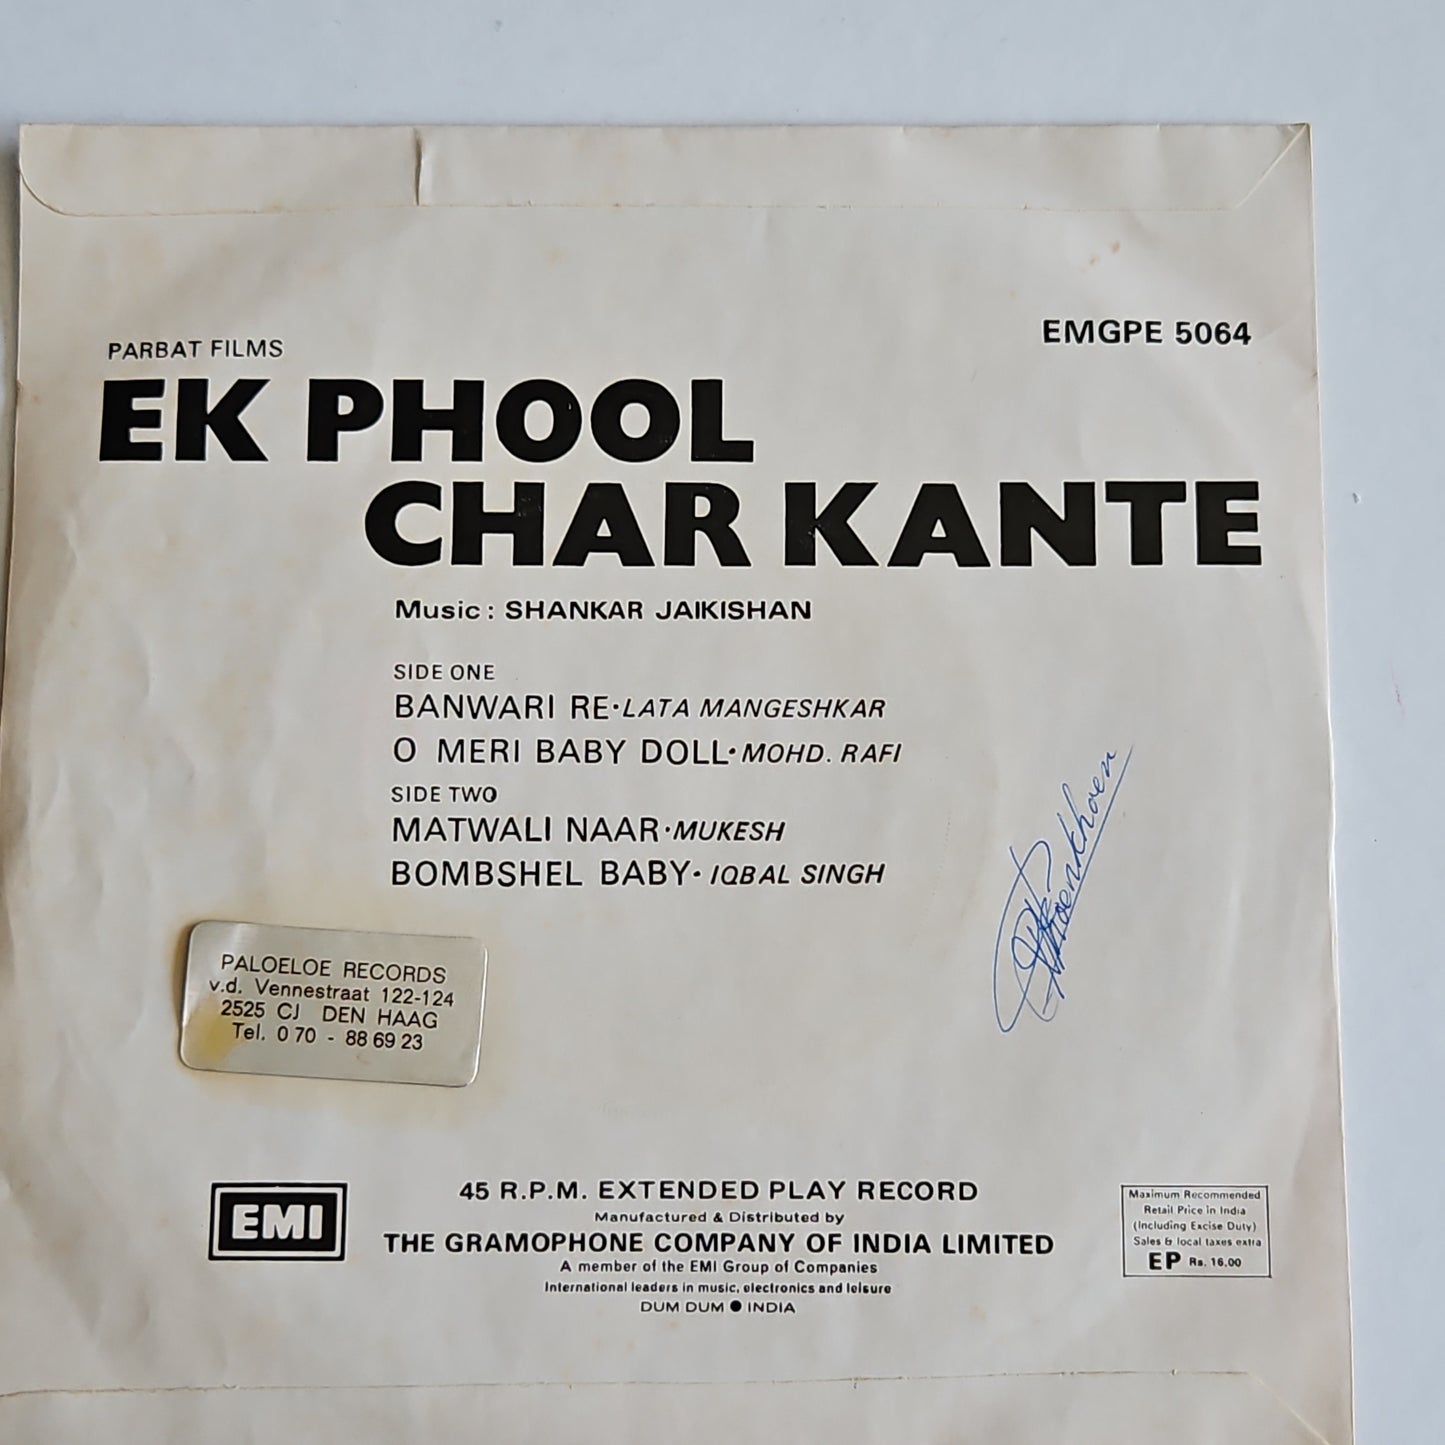 PARBAT FILMS
EMGPE 5064
EK PHOOL
CHAR KANTE
Music: SHANKAR JAIKISHAN
SIDE ONE
BANWARI RE·LATA MANGESHKAR
O MERI BABY DOLL·MOHD. RAFI
SIDE TWO
MATWALI NAAR·MUKESH
BOMBSHEL BABY·IQBAL SINGH
PALOELOE RECORDS
v.d. Vennestraat 122-124
2525 CJ DEN HAAG
Tel. 070 - 88 69 23
EMI
45 R.P.M. EXTENDED PLAY RECORD
Manufactured & Distributed by
THE GRAMOPHONE COMPANY OF INDIA LIMITED
A member of the EMI Group of Companies
International leaders in music, electronics and leisure
DUM DUM ● INDIA
Maximum Recommended
Retail Price in India
(Including Excise Duty)
Sales & local taxes extra
EP Rs. 16.00